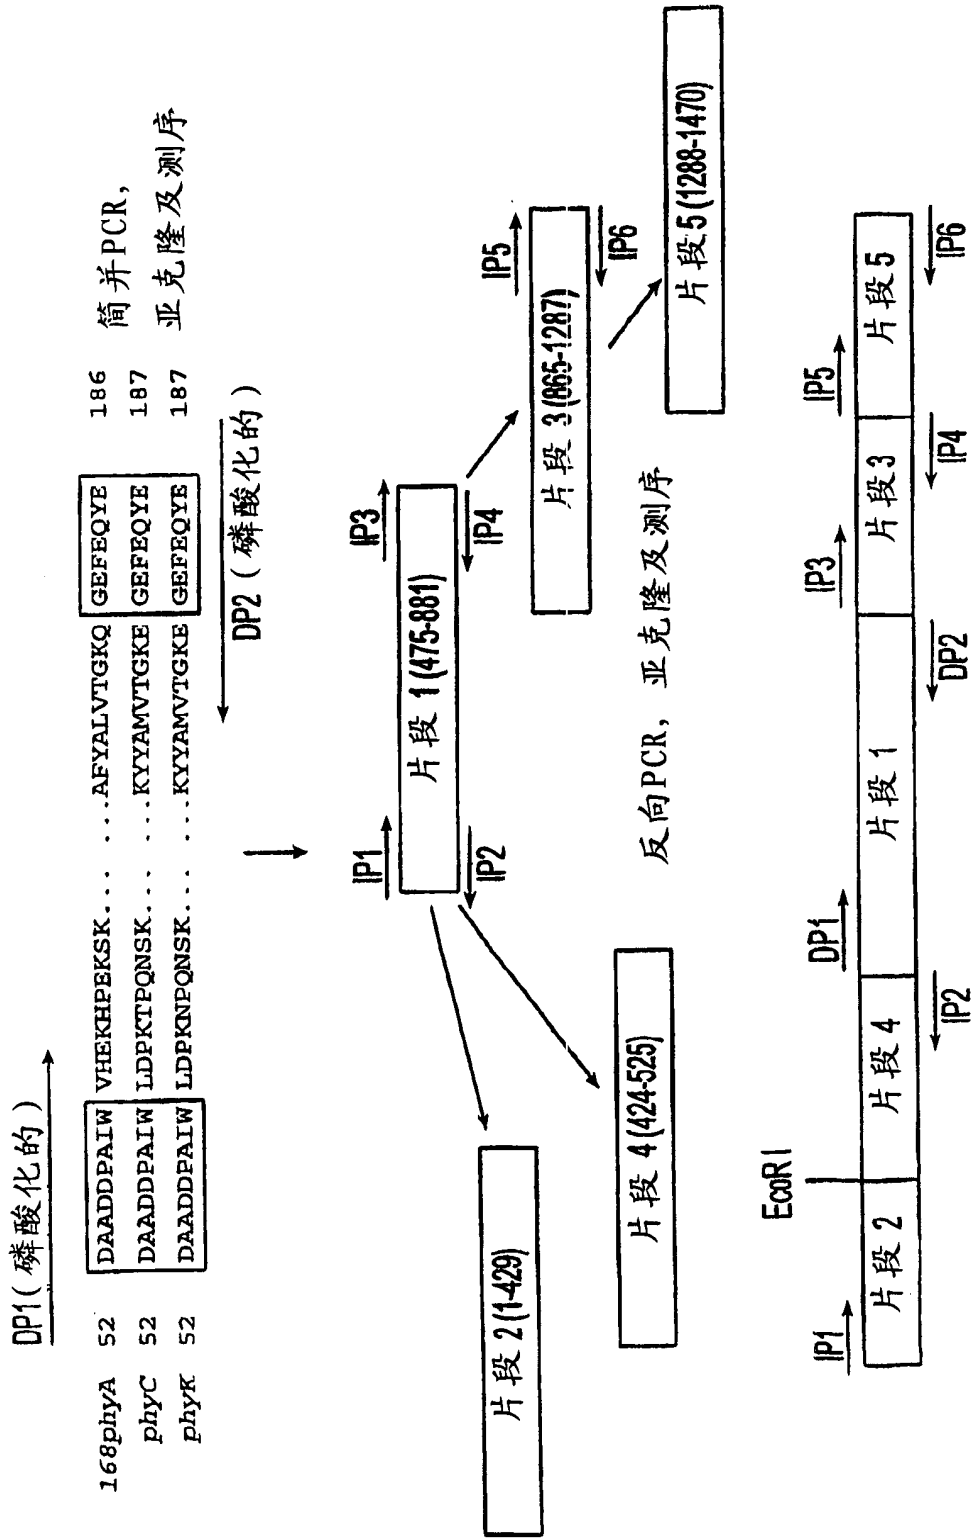 DP1(磷酸化的)
168phyA 52 DAADDPAIW VHEKHPEKSK... ...AFYALVTGKQ GEFEQYE 186
phyC 52 DAADDPAIW LDPKTPQNSK... ...KYYAMVTGKE GEFEQYE 187
phyK 52 DAADDPAIW LDPKNPQNSK... ...KYYAMVTGKE GEFEQYE 187
简并PCR,
亚克隆及测序
DP2(磷酸化的)
IP1
IP3
片段 1(475-881)
IP2
IP4
IP5
片段 3(865-1287)
IP6
片段 2(1-429)
片段 4(424-525)
反向PCR, 亚克隆及测序
片段 5(1288-1470)
EcoR I
IP1
DP1
IP3
IP5
片段 2
片段 4
片段 1
片段 3
片段 5
IP2
DP2
IP4
IP6